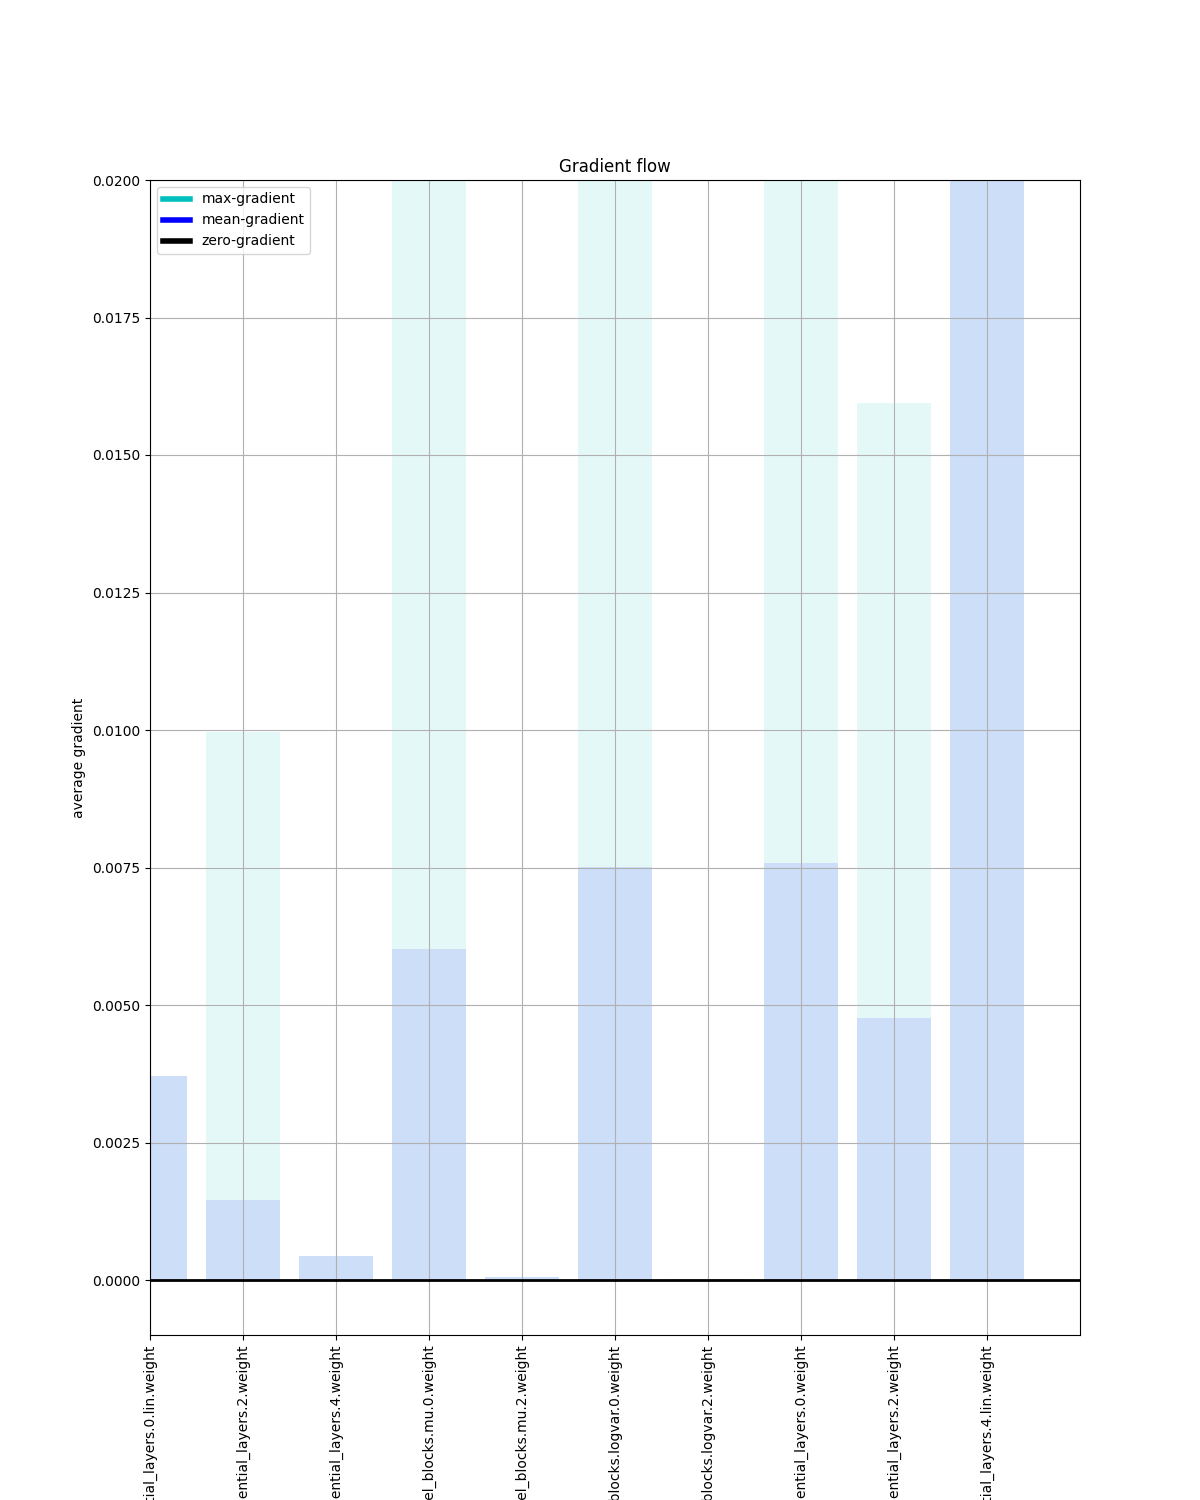 Gradient flow
max-gradient
mean-gradient
zero-gradient
0.0200
0.0175
0.0150
0.0125
0.0100
0.0075
0.0050
0.0025
0.0000
average gradient
tial_layers.0.lin.weight
ential_layers.2.weight
ential_layers.4.weight
el_blocks.mu.0.weight
el_blocks.mu.2.weight
blocks.logvar.0.weight
blocks.logvar.2.weight
ential_layers.0.weight
ential_layers.2.weight
tial_layers.4.lin.weight